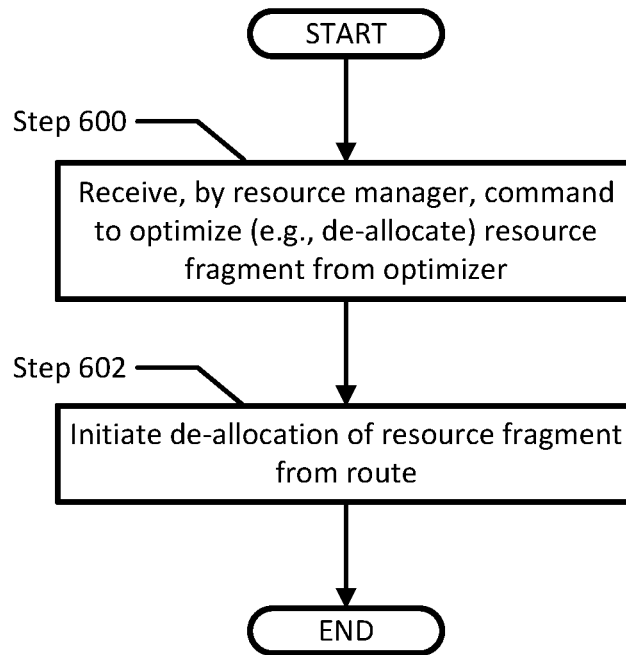 START
Step 600
Receive, by resource manager, command
to optimize (e.g., de-allocate) resource
fragment from optimizer
Step 602
Initiate de-allocation of resource fragment
from route
END